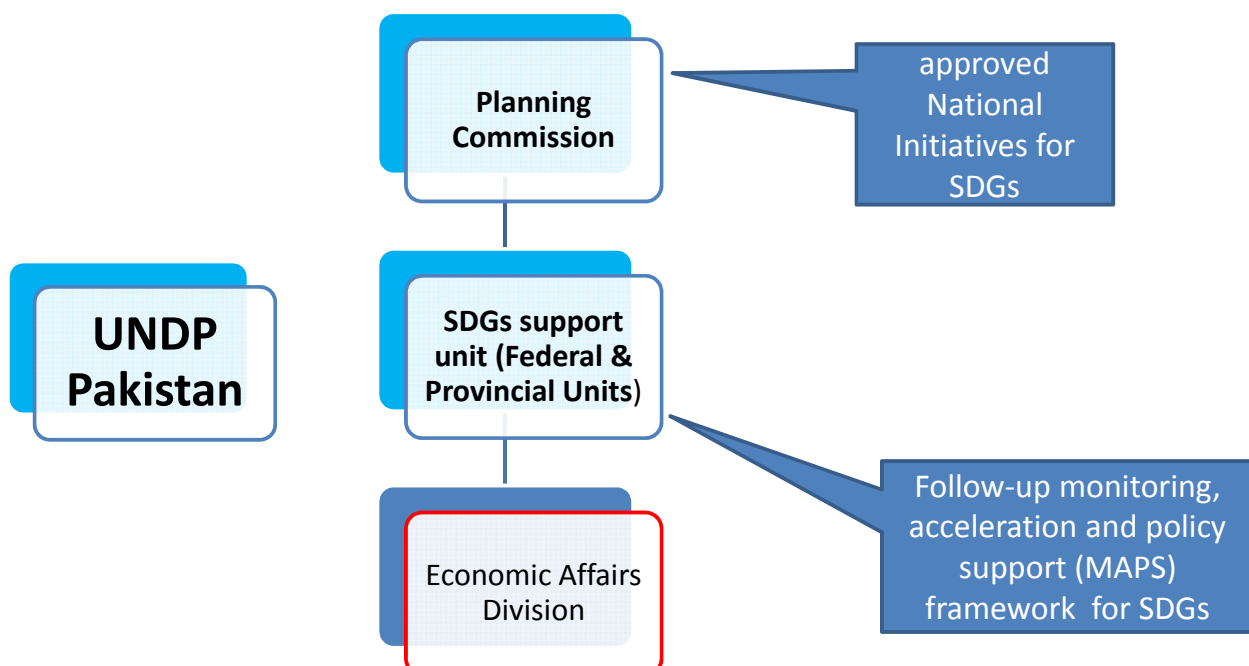 Planning
Commission
approved
National
Initiatives for
SDGs
UNDP
Pakistan
SDGs support
unit (Federal &
Provincial Units)
Follow-up monitoring,
acceleration and policy
support (MAPS)
framework for SDGs
Economic Affairs
Division